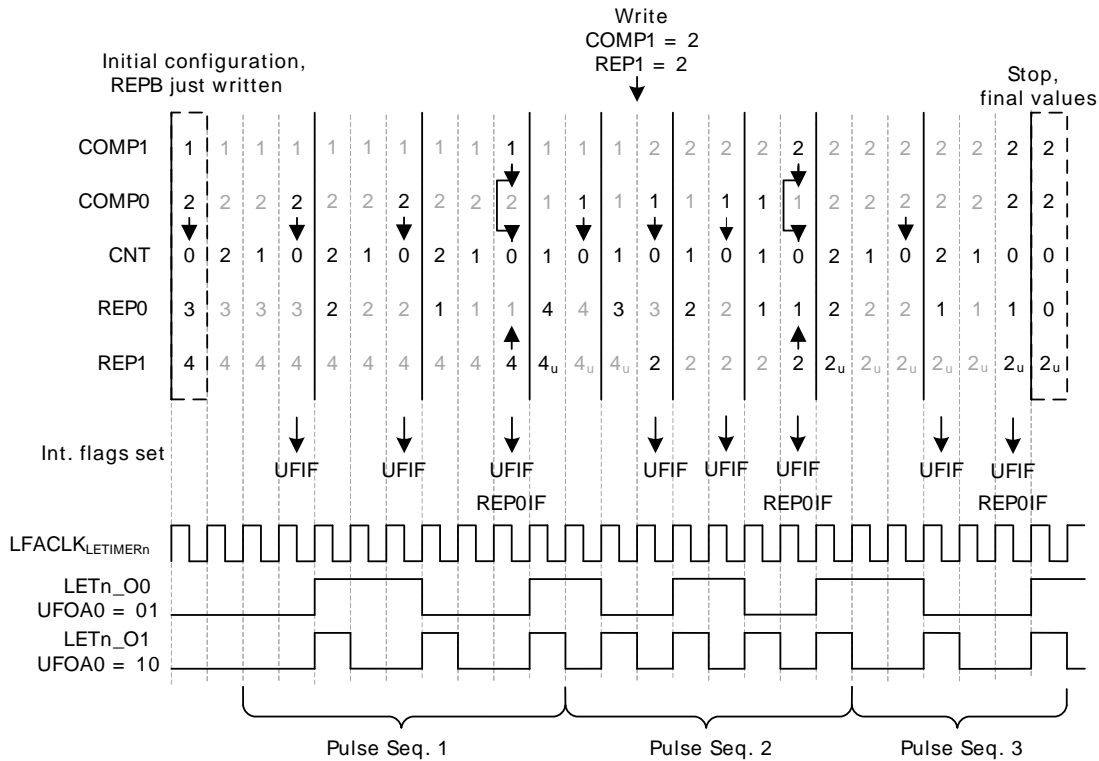 Write
COMP1 = 2
REP1 = 2
Initial configuration,
REPB just written
Stop,
final values
COMP1 1 1 1 1 1 1 1 1 1 1 1 1 1 2 2 2 2 2 2 2 2 2 2 2 2
COMP0 2 2 2 2 2 2 2 2 2 2 1 1 1 1 1 1 1 1 2 2 2 2 2 2 2
CNT 0 2 1 0 2 1 0 2 1 0 1 0 1 0 1 0 1 0 2 1 0 2 1 0 0
REP0 3 3 3 3 2 2 2 1 1 1 4 4 3 3 2 2 1 1 2 2 2 1 1 1 0
REP1 4 4 4 4 4 4 4 4 4 4 4u 4u 4u 2 2 2 2 2 2u 2u 2u 2u 2u 2u 2u
Int. flags set
UFIF UFIF UFIF UFIF UFIF UFIF UFIF UFIF
REP0IF REP0IF REP0IF
LFACLKLETIMERn
LETn_O0
UFOA0 = 01
LETn_O1
UFOA0 = 10
Pulse Seq. 1 Pulse Seq. 2 Pulse Seq. 3